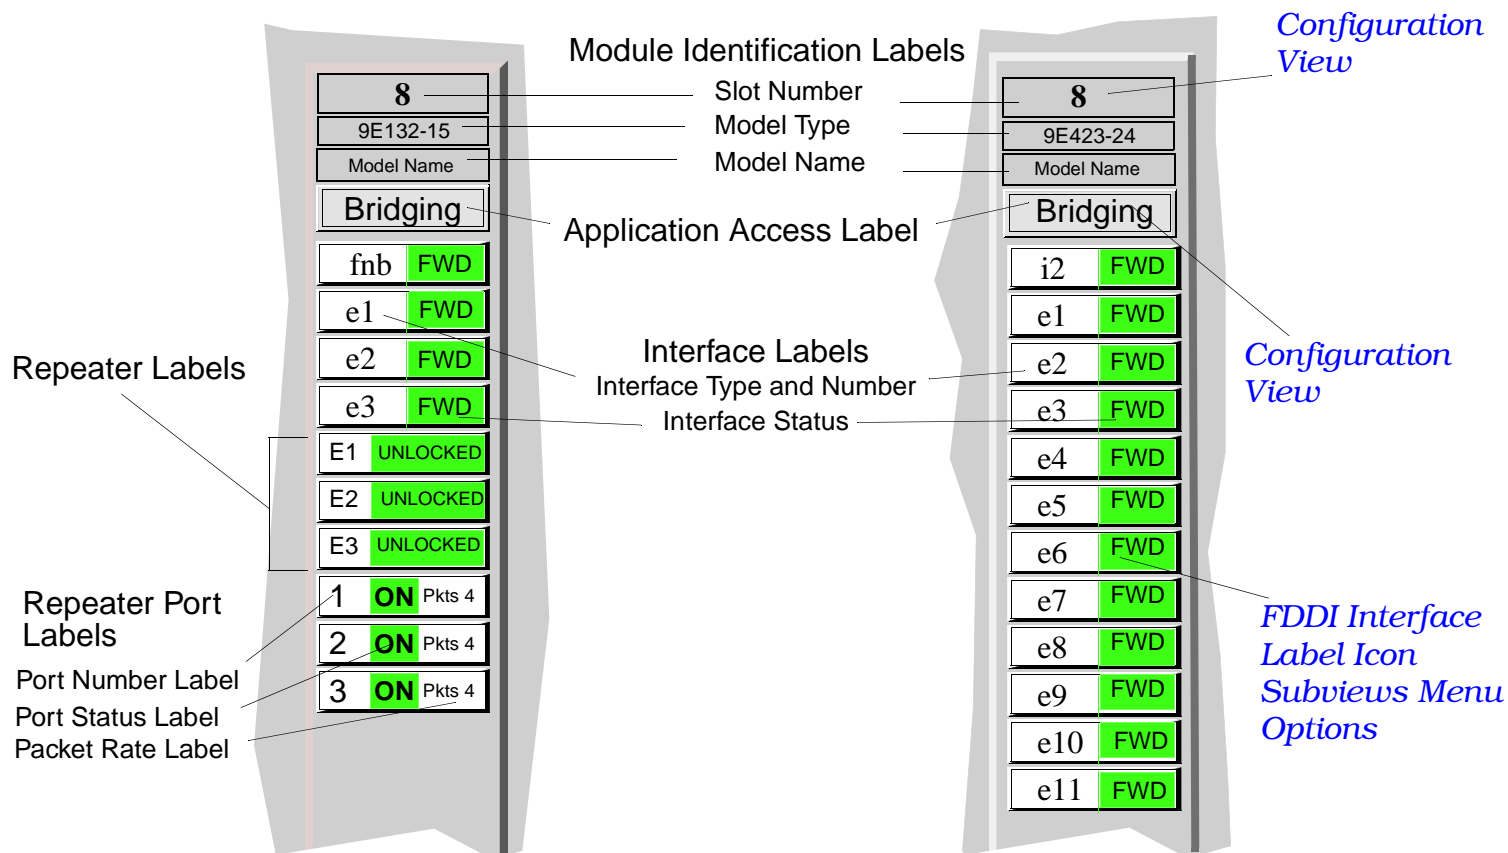 Module Identification Labels
Slot Number
Model Type
Model Name
Application Access Label
Interface Labels
Interface Type and Number
Interface Status
Repeater Labels
Repeater Port
Labels
Port Number Label
Port Status Label
Packet Rate Label
8
9E132-15
Model Name
Bridging
fnb FWD
e1 FWD
e2 FWD
e3 FWD
E1 UNLOCKED
E2 UNLOCKED
E3 UNLOCKED
1 ON Pkts 4
2 ON Pkts 4
3 ON Pkts 4
8
9E423-24
Model Name
Bridging
i2 FWD
e1 FWD
e2 FWD
e3 FWD
e4 FWD
e5 FWD
e6 FWD
e7 FWD
e8 FWD
e9 FWD
e10 FWD
e11 FWD
Configuration
View
Configuration
View
FDDI Interface
Label Icon
Subviews Menu
Options